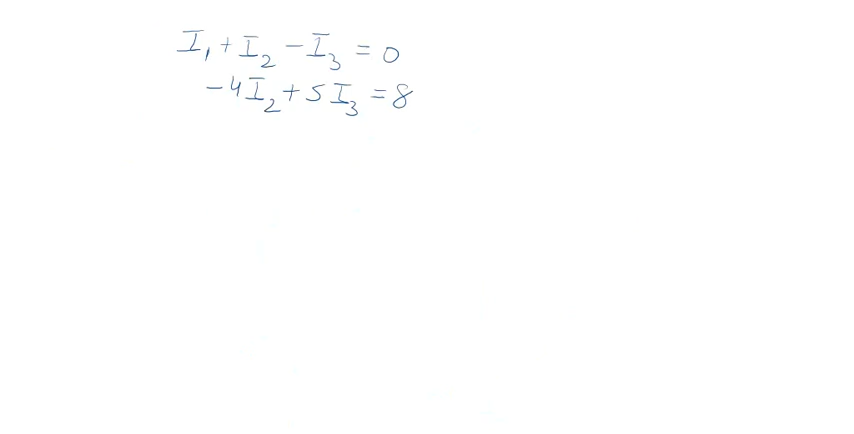 I₁ + I₂ - I₃ = 0
-4I₂ + 5I₃ = 8